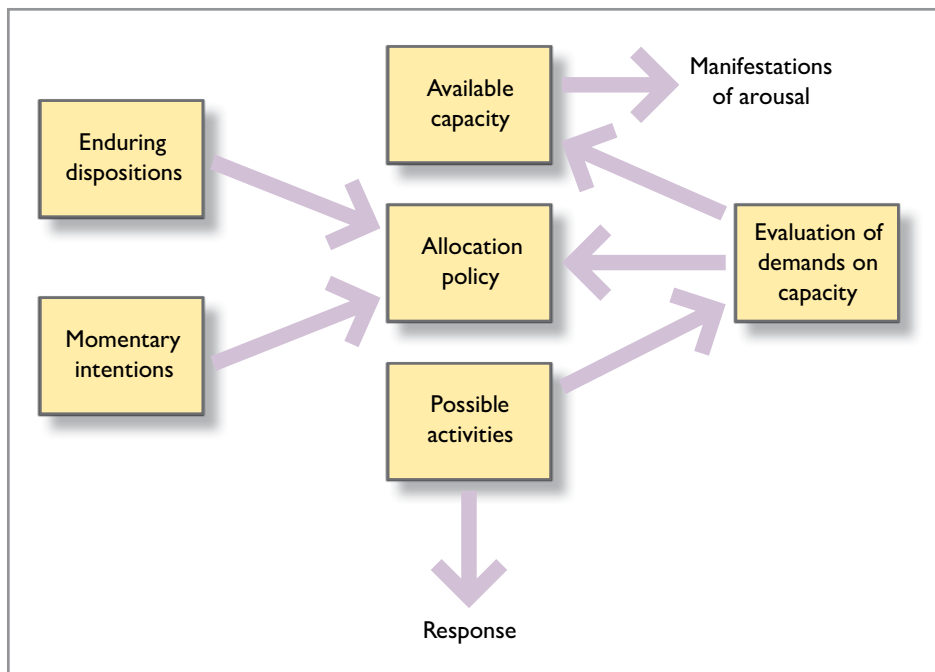 Available
capacity
Manifestations
of arousal
Enduring
dispositions
Allocation
policy
Evaluation of
demands on
capacity
Momentary
intentions
Possible
activities
Response